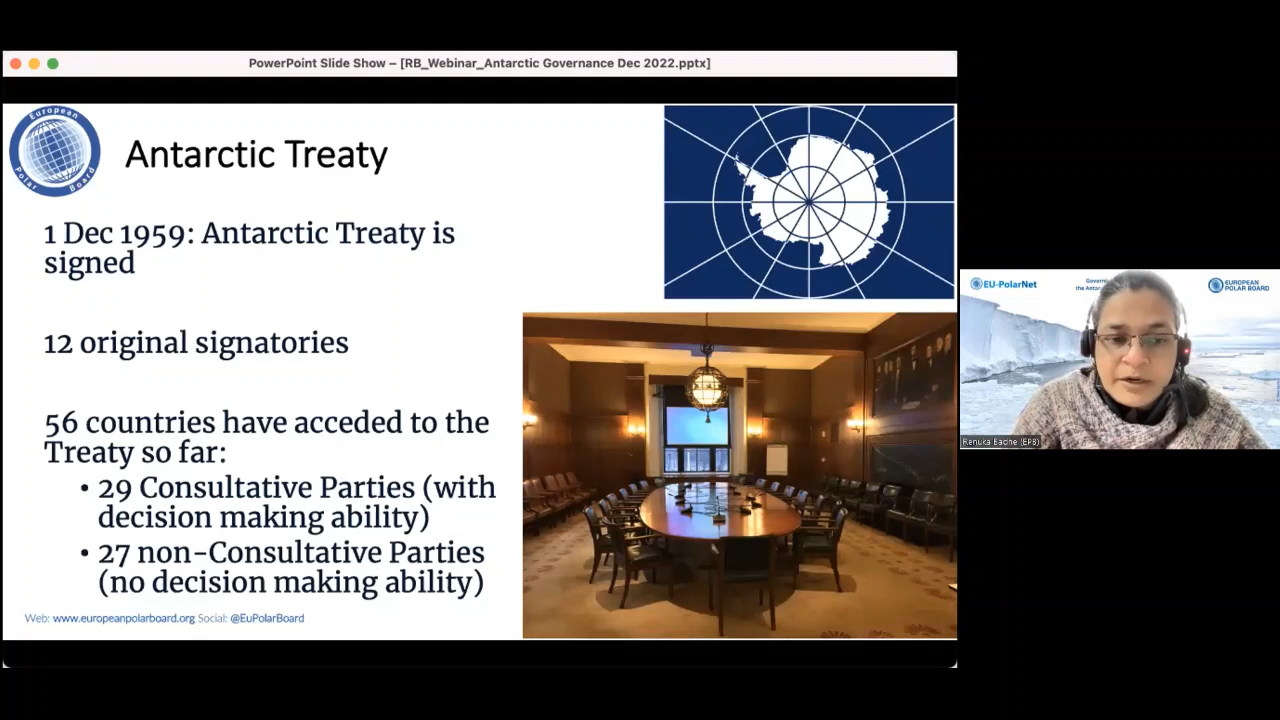 PowerPoint Slide Show – [RB_Webinar_Antarctic Governance Dec 2022.pptx]
European
Polar Board
Antarctic Treaty
1 Dec 1959: Antarctic Treaty is
signed
12 original signatories
56 countries have acceded to the
Treaty so far:
• 29 Consultative Parties (with
decision making ability)
• 27 non-Consultative Parties
(no decision making ability)
Web: www.europeanpolarboard.org Social: @EuPolarBoard
EU-PolarNet
Governi
the Antar
EUROPEAN
POLAR BOARD
Renuka Badhe (EPB)